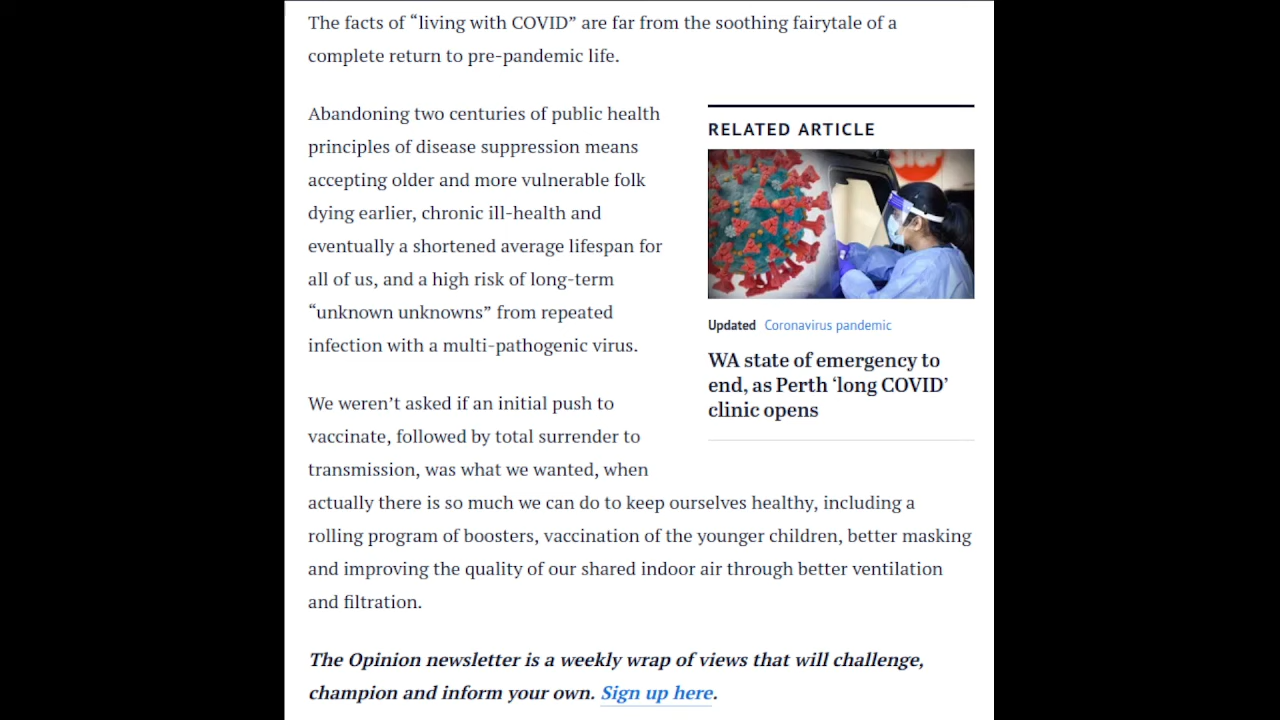 The facts of “living with COVID” are far from the soothing fairytale of a
complete return to pre-pandemic life.
Abandoning two centuries of public health
principles of disease suppression means
accepting older and more vulnerable folk
dying earlier, chronic ill-health and
eventually a shortened average lifespan for
all of us, and a high risk of long-term
“unknown unknowns” from repeated
infection with a multi-pathogenic virus.
RELATED ARTICLE
Updated Coronavirus pandemic
WA state of emergency to
end, as Perth ‘long COVID’
clinic opens
We weren’t asked if an initial push to
vaccinate, followed by total surrender to
transmission, was what we wanted, when
actually there is so much we can do to keep ourselves healthy, including a
rolling program of boosters, vaccination of the younger children, better masking
and improving the quality of our shared indoor air through better ventilation
and filtration.
The Opinion newsletter is a weekly wrap of views that will challenge,
champion and inform your own. Sign up here.